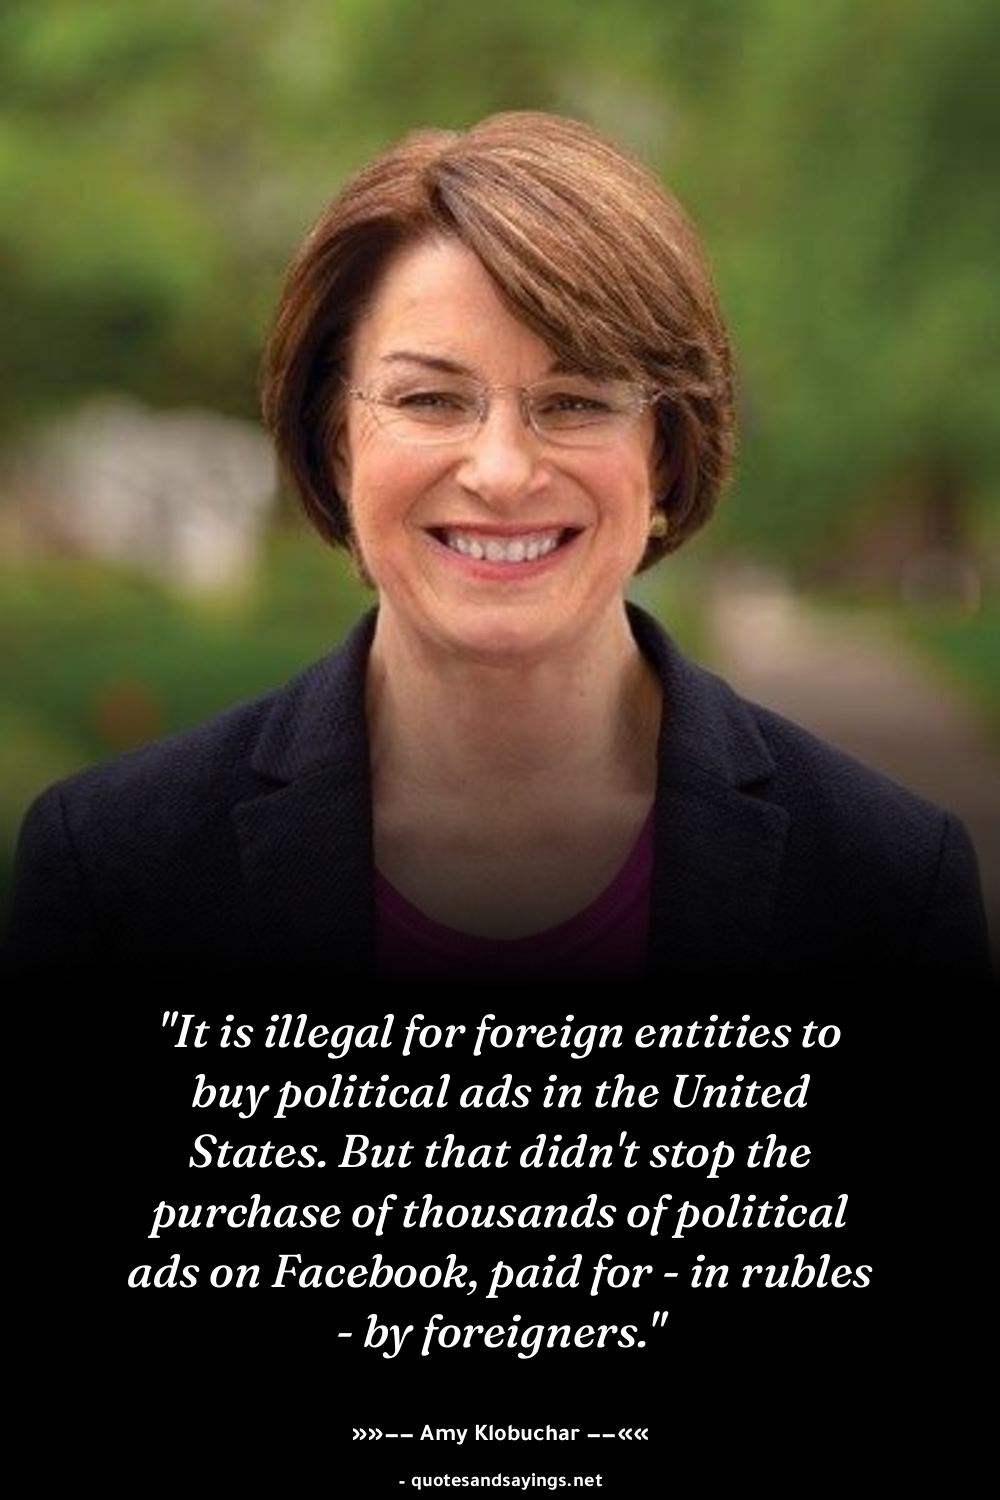 "It is illegal for foreign entities to
buy political ads in the United
States. But that didn't stop the
purchase of thousands of political
ads on Facebook, paid for - in rubles
- by foreigners."
»»–– Amy Klobuchar ––««
- quotesandsayings.net